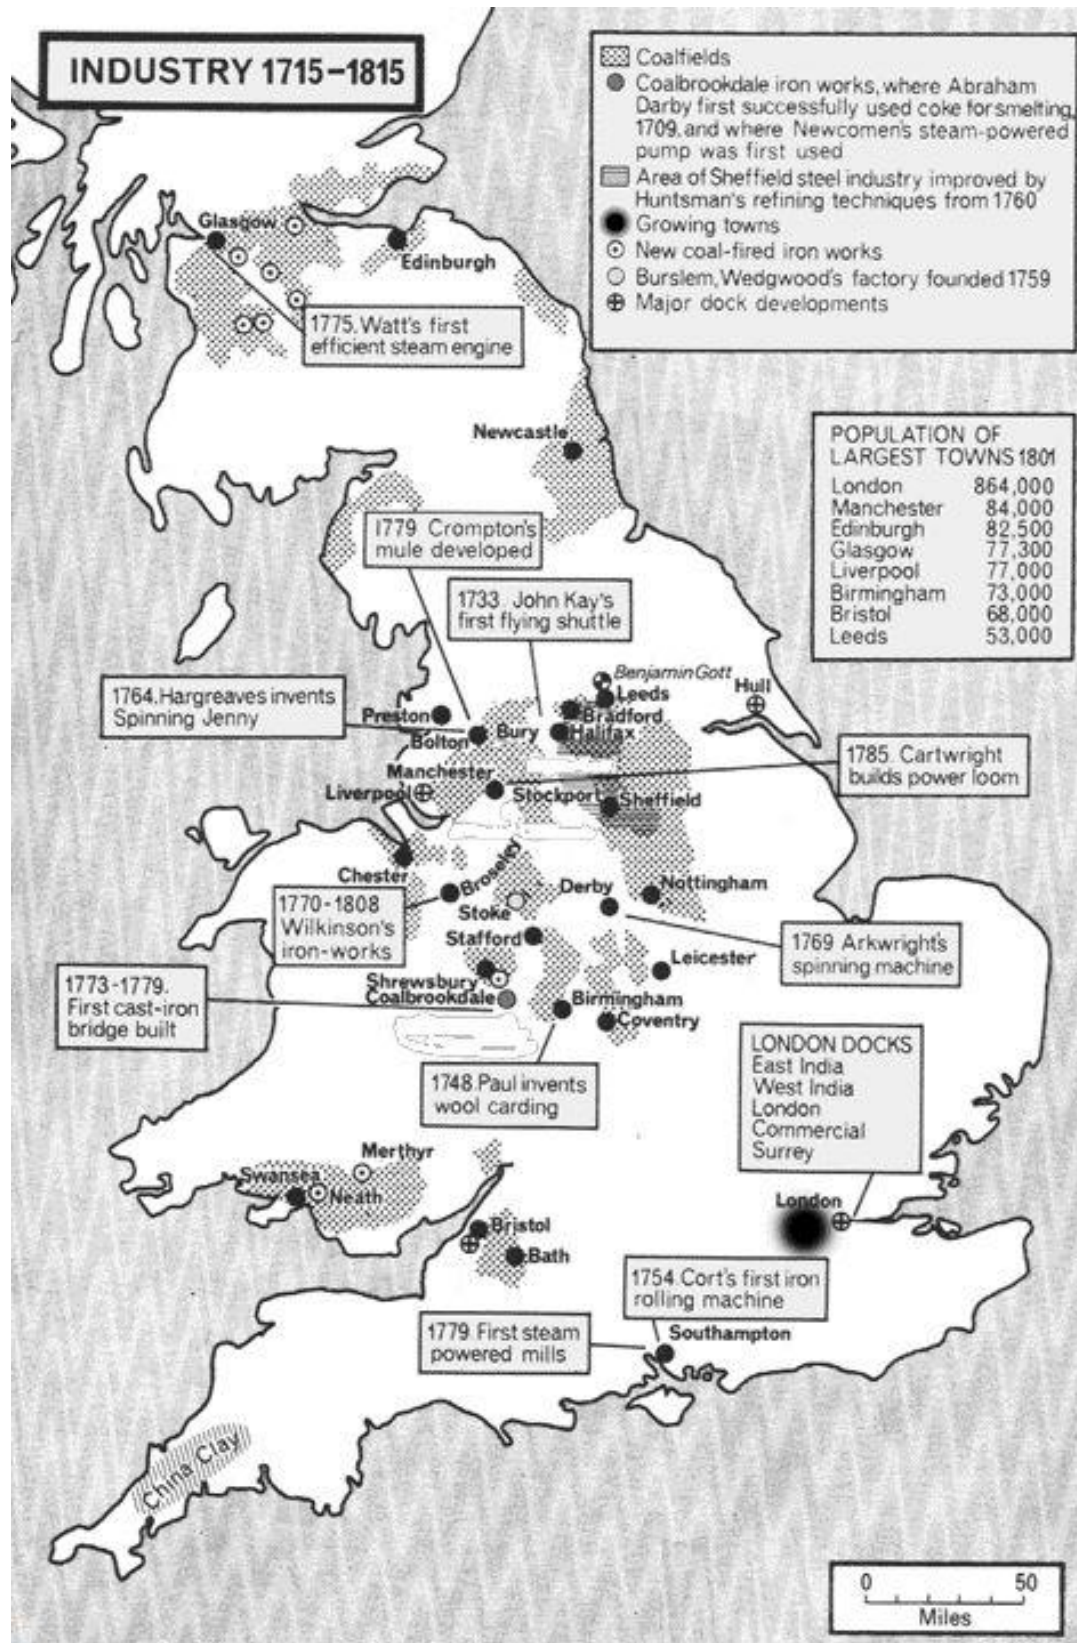 INDUSTRY 1715–1815
Coalfields
Coalbrookdale iron works, where Abraham
Darby first successfully used coke for smelting,
1709, and where Newcomen's steam-powered
pump was first used
Area of Sheffield steel industry improved by
Huntsman's refining techniques from 1760
Growing towns
New coal-fired iron works
Burslem, Wedgwood's factory founded 1759
Major dock developments
Glasgow
Edinburgh
1775. Watt's first
efficient steam engine
Newcastle
POPULATION OF
LARGEST TOWNS 1801
London 864,000
Manchester 84,000
Edinburgh 82,500
Glasgow 77,300
Liverpool 77,000
Birmingham 73,000
Bristol 68,000
Leeds 53,000
1779 Crompton's
mule developed
1733. John Kay's
first flying shuttle
Benjamin Gott
Leeds
Hull
1764. Hargreaves invents
Spinning Jenny
Preston
Bradford
Bolton
Bury
Halifax
1785. Cartwright
builds power loom
Manchester
Liverpool
Stockport
Sheffield
Chester
Broseley
Derby
Nottingham
1770-1808
Wilkinson's
iron-works
Stoke
Stafford
1769 Arkwright's
spinning machine
Leicester
1773-1779.
First cast-iron
bridge built
Shrewsbury
Coalbrookdale
Birmingham
Coventry
LONDON DOCKS
East India
West India
London
Commercial
Surrey
1748. Paul invents
wool carding
Merthyr
Swansea
Neath
London
Bristol
Bath
1754. Cort's first iron
rolling machine
1779. First steam
powered mills
Southampton
China Clay
0 50
Miles